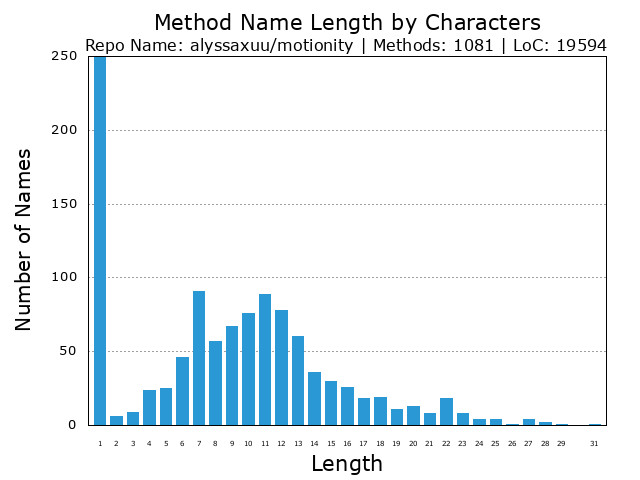 Method Name Length by Characters
Repo Name: alyssaxuu/motionity | Methods: 1081 | LoC: 19594
250
200
150
100
50
0
Number of Names
1 2 3 4 5 6 7 8 9 10 11 12 13 14 15 16 17 18 19 20 21 22 23 24 25 26 27 28 29 31
Length